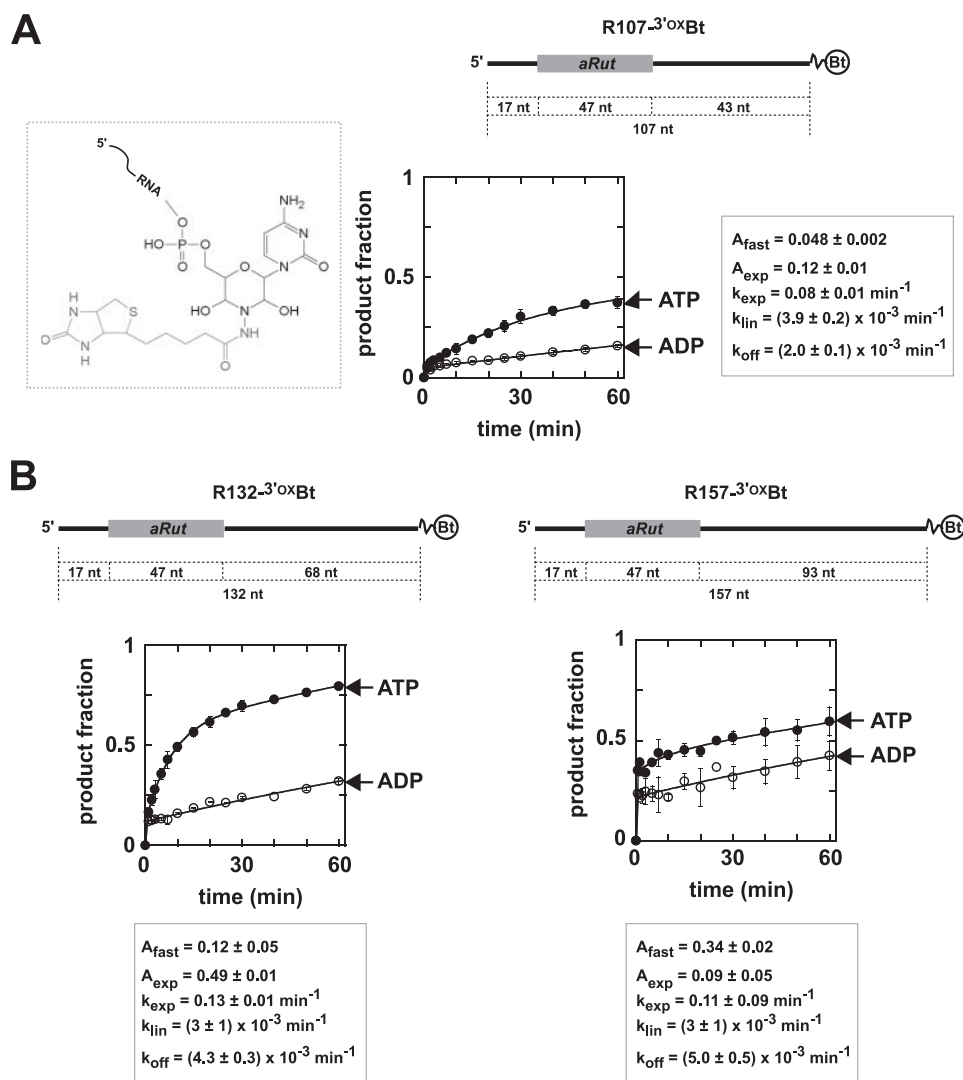 A
R107-3'OXBt
5' aRut Bt
17 nt 47 nt 43 nt
107 nt
5'
RNA
O
HO-P-O
O
NH2
N
N
O
O
OH N OH
NH
O
S
H
N
O
N
H
product fraction
1
0.5
0
0 30 60
time (min)
ATP
ADP
Afast = 0.048 ± 0.002
Aexp = 0.12 ± 0.01
kexp = 0.08 ± 0.01 min-1
klin = (3.9 ± 0.2) x 10-3 min-1
koff = (2.0 ± 0.1) x 10-3 min-1
B
R132-3'OXBt
5' aRut Bt
17 nt 47 nt 68 nt
132 nt
product fraction
1
0.5
0
0 30 60
time (min)
ATP
ADP
Afast = 0.12 ± 0.05
Aexp = 0.49 ± 0.01
kexp = 0.13 ± 0.01 min-1
klin = (3 ± 1) x 10-3 min-1
koff = (4.3 ± 0.3) x 10-3 min-1
R157-3'OXBt
5' aRut Bt
17 nt 47 nt 93 nt
157 nt
product fraction
1
0.5
0
0 30 60
time (min)
ATP
ADP
Afast = 0.34 ± 0.02
Aexp = 0.09 ± 0.05
kexp = 0.11 ± 0.09 min-1
klin = (3 ± 1) x 10-3 min-1
koff = (5.0 ± 0.5) x 10-3 min-1